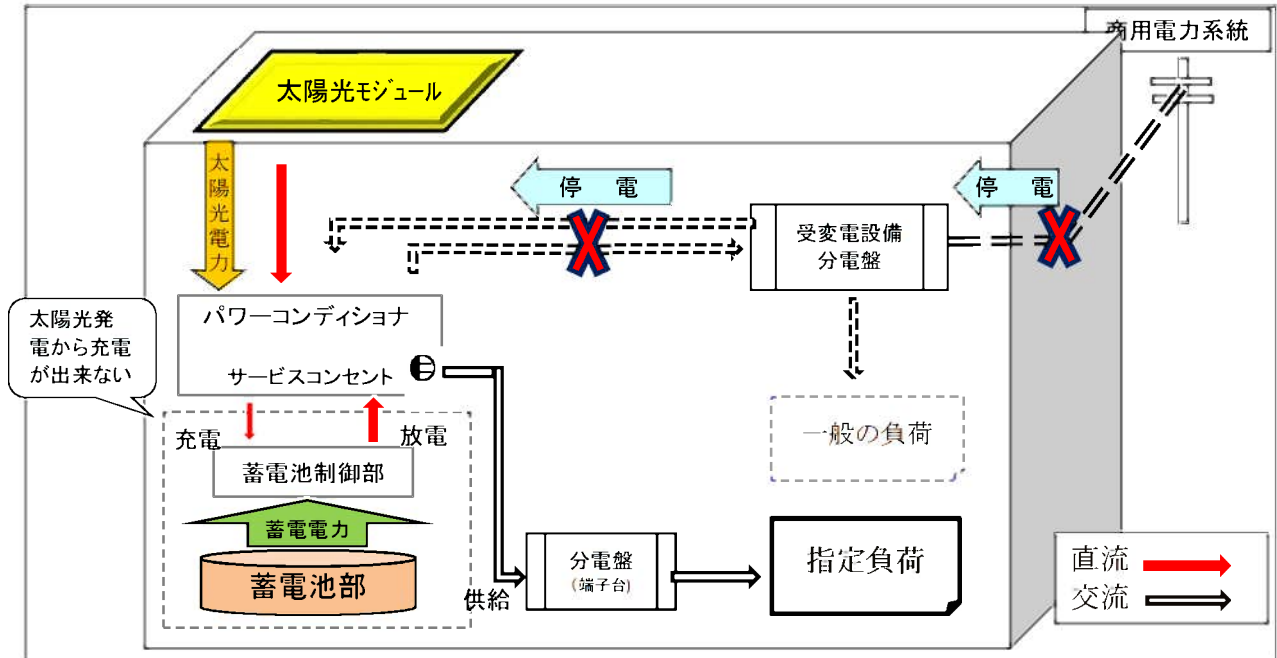 商用電力系統
太陽光モジュール
太陽光電力
停 電
停 電
受変電設備
分電盤
パワーコンディショナ
サービスコンセント
太陽光発
電から充電
が出来ない
充電
放電
一般の負荷
蓄電池制御部
蓄電電力
蓄電池部
供給
分電盤
(端子台)
指定負荷
直流
交流